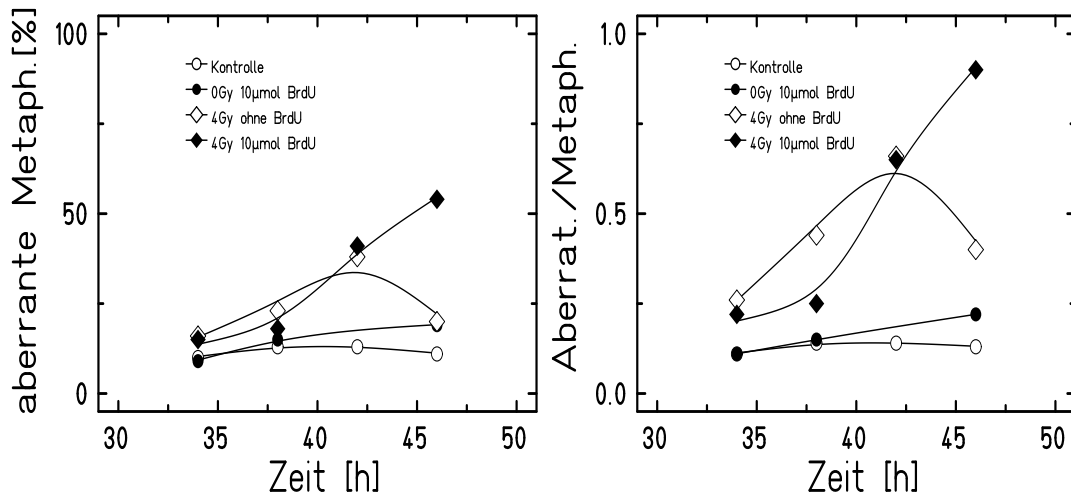 aberrante Metaph.[%]
100
50
0
Kontrolle
0Gy 10µmol BrdU
4Gy ohne BrdU
4Gy 10µmol BrdU
30 35 40 45 50
Zeit [h]
Aberrat./Metaph.
1.0
0.5
0.0
Kontrolle
0Gy 10µmol BrdU
4Gy ohne BrdU
4Gy 10µmol BrdU
30 35 40 45 50
Zeit [h]